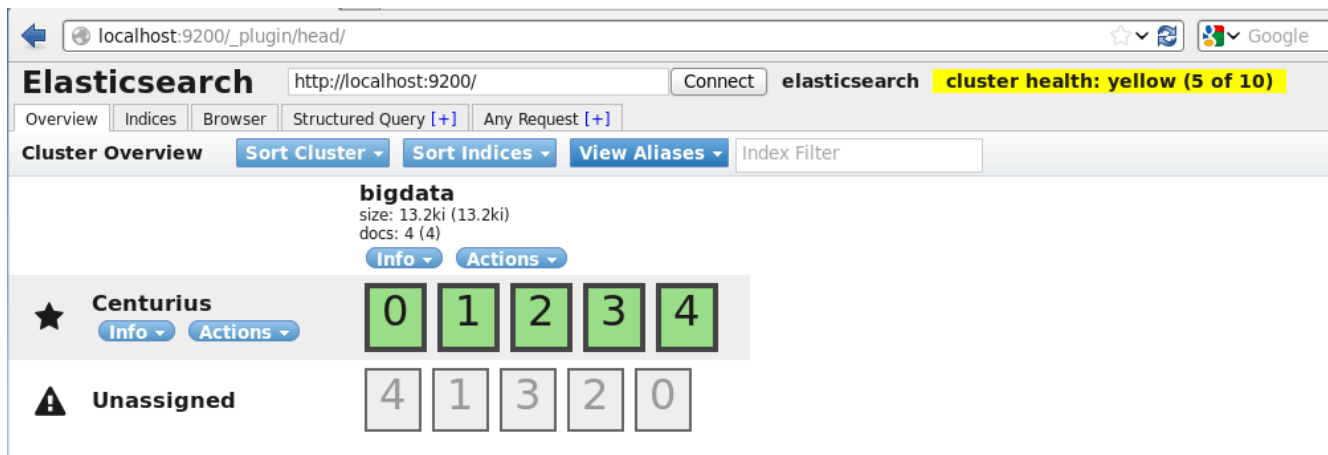 localhost:9200/_plugin/head/ Google
Elasticsearch http://localhost:9200/ Connect elasticsearch cluster health: yellow (5 of 10)
Overview Indices Browser Structured Query [+] Any Request [+]
Cluster Overview Sort Cluster Sort Indices View Aliases Index Filter
bigdata
size: 13.2ki (13.2ki)
docs: 4 (4)
Info Actions
Centurius 0 1 2 3 4
Info Actions
Unassigned 4 1 3 2 0